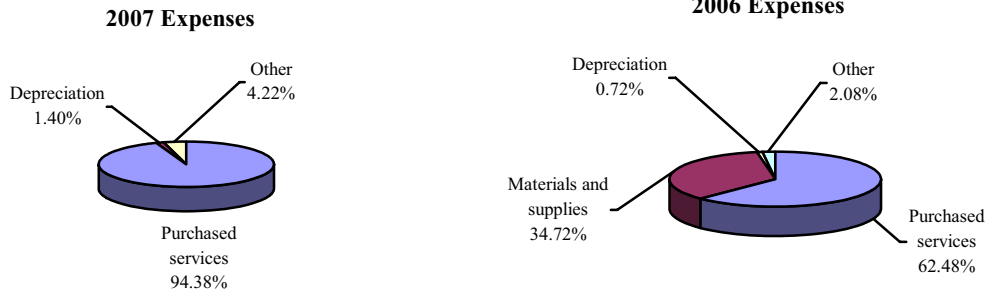 2007 Expenses
Depreciation
1.40%
Other
4.22%
Purchased
services
94.38%
2006 Expenses
Depreciation
0.72%
Other
2.08%
Materials and
supplies
34.72%
Purchased
services
62.48%